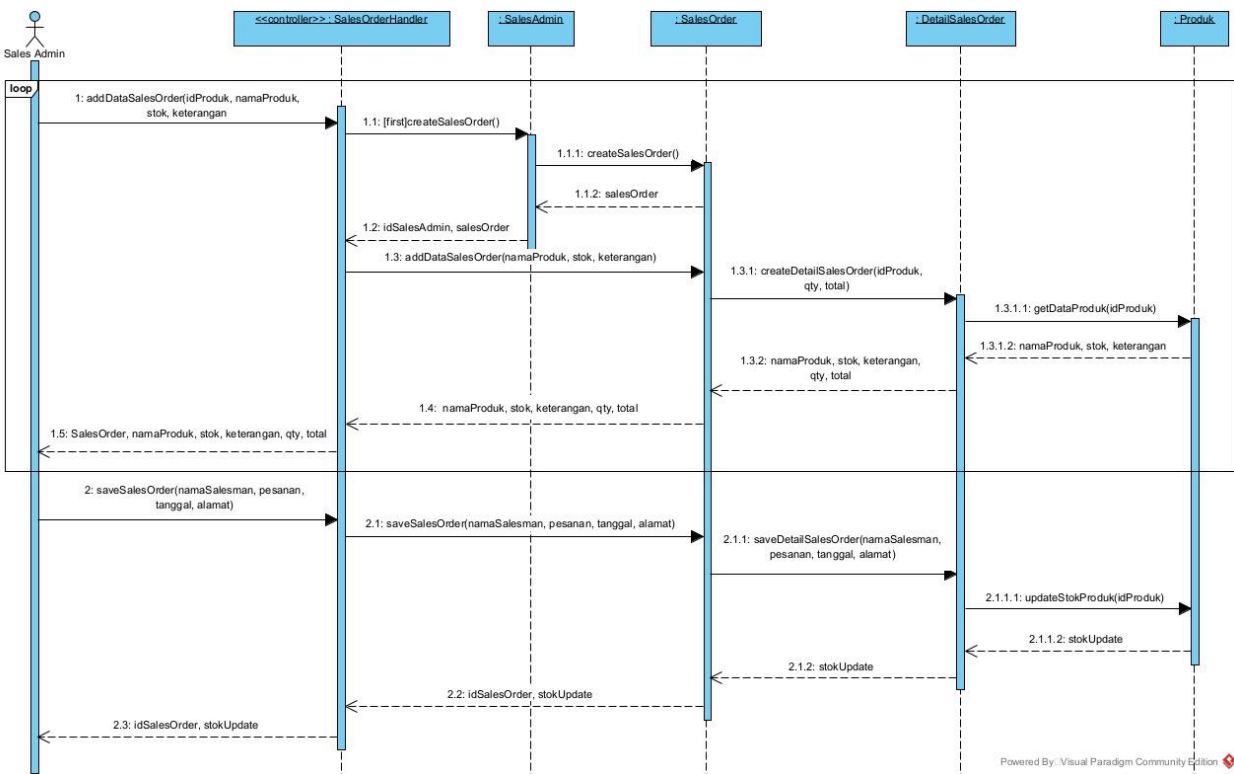 <<controller>> : SalesOrderHandler
: SalesAdmin
: SalesOrder
: DetailSalesOrder
: Produk
Sales Admin
loop
1: addDataSalesOrder(idProduk, namaProduk,
stok, keterangan
1.1: [first]createSalesOrder()
1.1.1: createSalesOrder()
1.1.2: salesOrder
1.2: idSalesAdmin, salesOrder
1.3: addDataSalesOrder(namaProduk, stok, keterangan)
1.3.1: createDetailSalesOrder(idProduk,
qty, total)
1.3.1.1: getDataProduk(idProduk)
1.3.1.2: namaProduk, stok, keterangan
1.3.2: namaProduk, stok, keterangan,
qty, total
1.4: namaProduk, stok, keterangan, qty, total
1.5: SalesOrder, namaProduk, stok, keterangan, qty, total
2: saveSalesOrder(namaSalesman, pesanan,
tanggal, alamat)
2.1: saveSalesOrder(namaSalesman, pesanan, tanggal, alamat)
2.1.1: saveDetailSalesOrder(namaSalesman,
pesanan, tanggal, alamat)
2.1.1.1: updateStokProduk(idProduk)
2.1.1.2: stokUpdate
2.1.2: stokUpdate
2.2: idSalesOrder, stokUpdate
2.3: idSalesOrder, stokUpdate
Powered By Visual Paradigm Community Edition